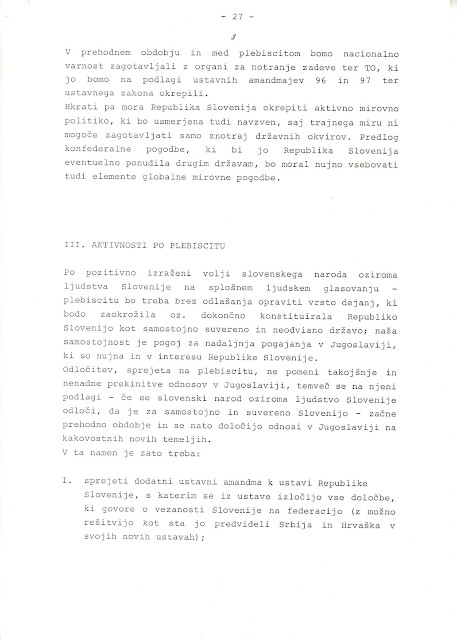 - 27 -
3
V prehodnem obdobju in med plebiscitom bomo nacionalno
varnost zagotavljali z organi za notranje zadeve ter TO, ki
jo bomo na podlagi ustavnih amandmajev 96 in 97 ter
ustavnega zakona okrepili.
Hkrati pa mora Republika Slovenija okrepiti aktivno mirovno
politiko, ki bo usmerjena tudi navzven, saj trajnega miru ni
mogoče zagotavljati samo znotraj državnih okvirov. Predlog
konfederalne pogodbe, ki bi jo Republika Slovenija
eventuelno ponudila drugim državam, bo moral nujno vsebovati
tudi elemente globalne mirovne pogodbe.
III. AKTIVNOSTI PO PLEBISCITU
Po pozitivno izraženi volji slovenskega naroda oziroma
ljudstva Slovenije na splošnem ljudskem glasovanju -
plebiscitu bo treba brez odlašanja opraviti vrsto dejanj, ki
bodo zaokrožila oz. dokončno konstituirala Republiko
Slovenijo kot samostojno suvereno in neodvisno državo; naša
samostojnost je pogoj za nadaljnja pogajanja v Jugoslaviji,
ki so nujna in v interesu Republike Slovenije.
Odločitev, sprejeta na plebiscitu, ne pomeni takojšnje in
nenadne prekinitve odnosov v Jugoslaviji, temveč se na njeni
podlagi - če se slovenski narod oziroma ljudstvo Slovenije
odloči, da je za samostojno in suvereno Slovenijo - začne
prehodno obdobje in se nato določijo odnosi v Jugoslaviji na
kakovostnih novih temeljih.
V ta namen je zato treba:
1. sprejeti dodatni ustavni amandma k ustavi Republike
Slovenije, s katerim se iz ustave izločijo vse določbe,
ki govore o vezanosti Slovenije na federacijo (z možno
rešitvijo kot sta jo predvideli Srbija in Hrvaška v
svojih novih ustavah);